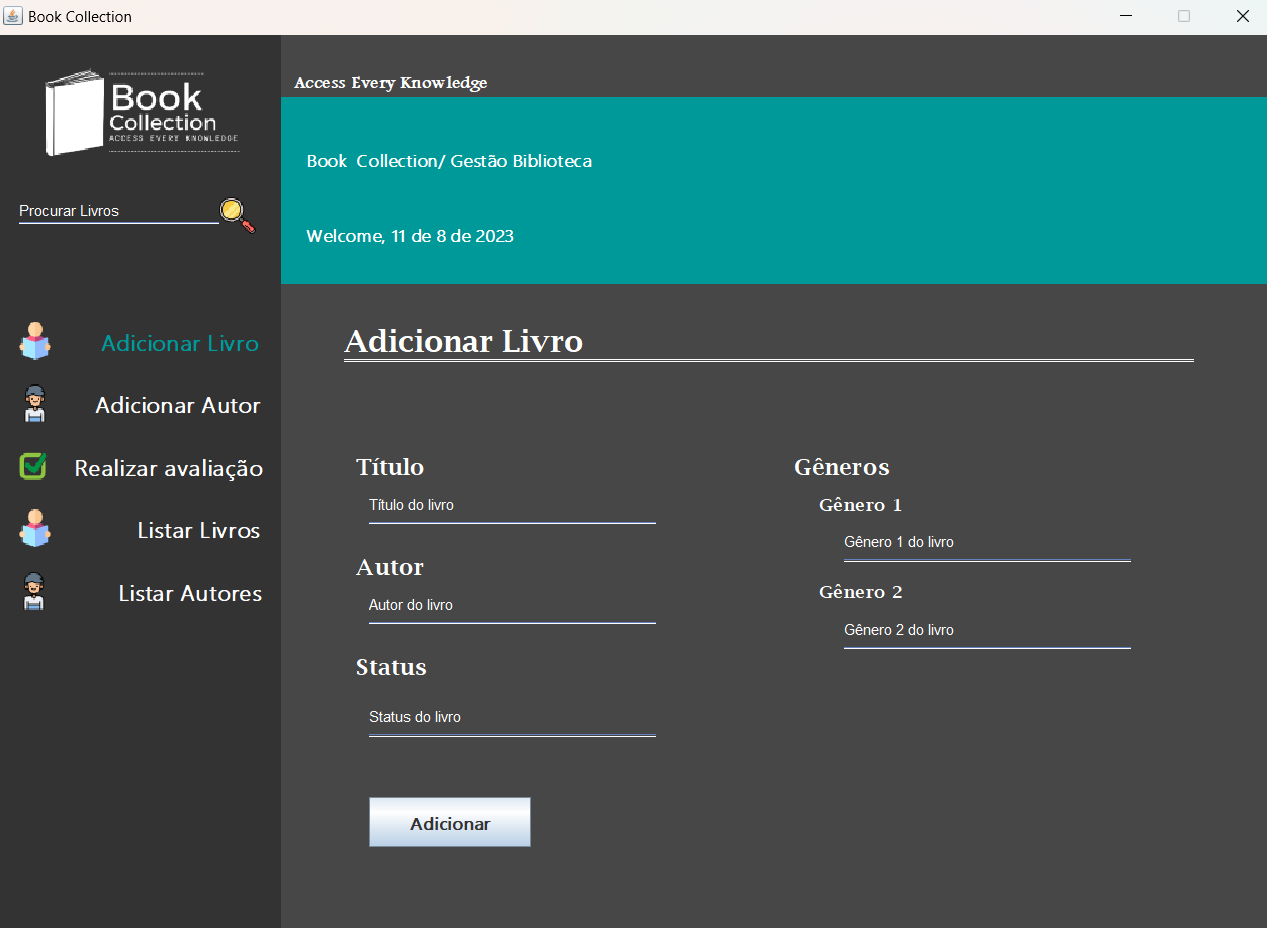 Book Collection
Book
Collection
ACCESS EVERY KNOWLEDGE
Procurar Livros
Adicionar Livro
Adicionar Autor
Realizar avaliação
Listar Livros
Listar Autores
Access Every Knowledge
Book  Collection/ Gestão Biblioteca
Welcome, 11 de 8 de 2023
Adicionar Livro
Título
Título do livro
Autor
Autor do livro
Status
Status do livro
Adicionar
Gêneros
Gênero 1
Gênero 1 do livro
Gênero 2
Gênero 2 do livro